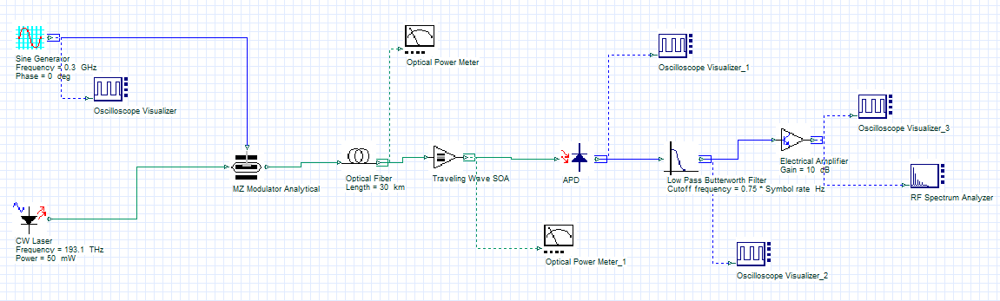 Sine Generator
Frequency = 0.3 GHz
Phase = 0 deg
Oscilloscope Visualizer
Optical Power Meter
Oscilloscope Visualizer_1
Oscilloscope Visualizer_3
MZ Modulator Analytical
Optical Fiber
Length = 30 km
Traveling Wave SOA
APD
Low Pass Butterworth Filter
Cutoff frequency = 0.75 * Symbol rate Hz
Electrical Amplifier
Gain = 10 dB
RF Spectrum Analyzer
CW Laser
Frequency = 193.1 THz
Power = 50 mW
Optical Power Meter_1
Oscilloscope Visualizer_2